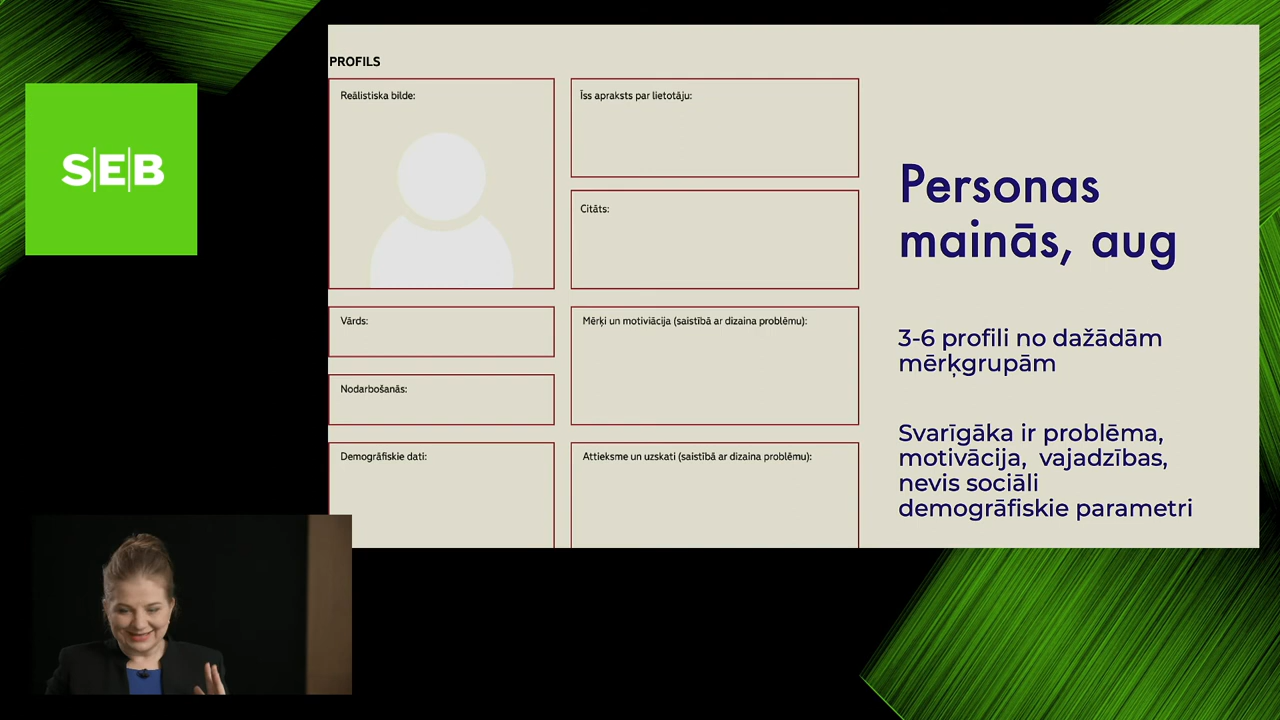 SEB
PROFILS
Reālistiska bilde:
Īss apraksts par lietotāju:
Citāts:
Vārds:
Mērķi un motiviācija (saistībā ar dizaina problēmu):
Nodarbošanās:
Demogrāfiskie dati:
Attieksme un uzskati (saistībā ar dizaina problēmu):
Personas
mainās, aug
3-6 profili no dažādām
mērķgrupām
Svarīgāka ir problēma,
motivācija, vajadzības,
nevis sociāli
demogrāfiskie parametri